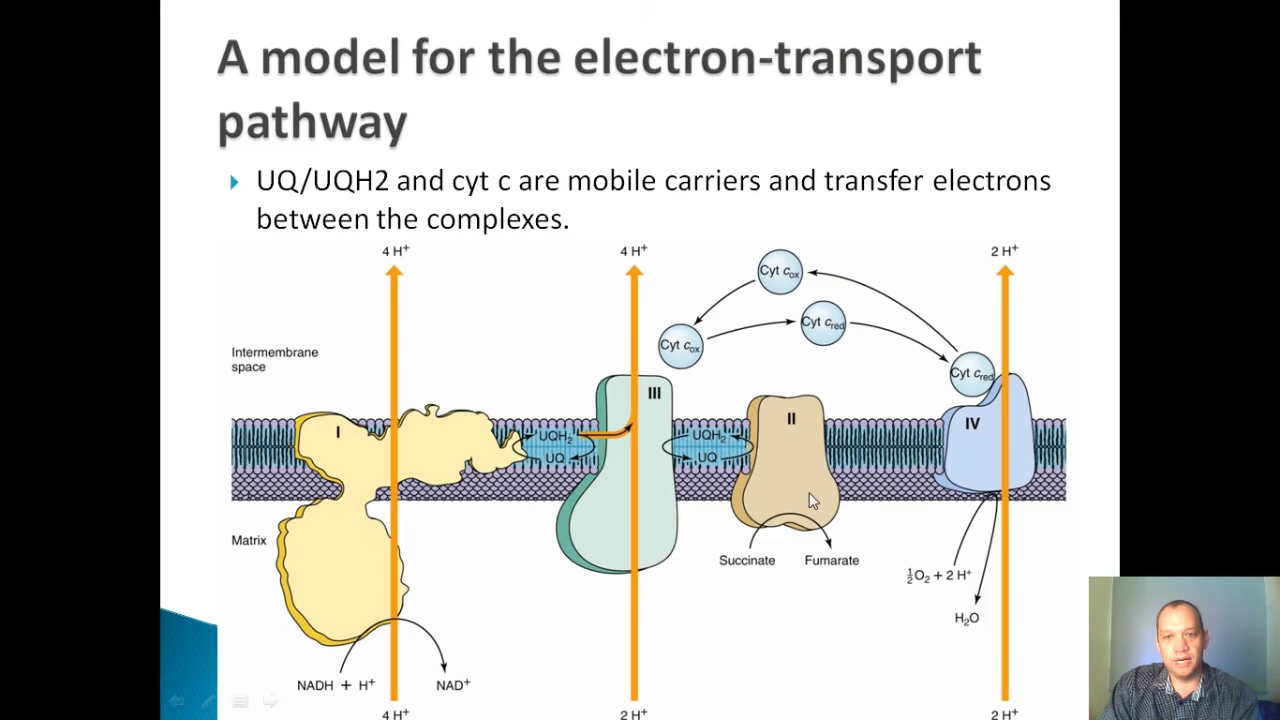 A model for the electron-transport
pathway
UQ/UQH2 and cyt c are mobile carriers and transfer electrons
between the complexes.
4 H⁺
4 H⁺
2 H⁺
Cyt cₒₓ
Cyt c_red
Cyt cₒₓ
Cyt c_red
Intermembrane
space
I
III
II
IV
UQH₂
UQ
UQH₂
UQ
Matrix
Succinate
Fumarate
½O₂ + 2 H⁺
H₂O
NADH + H⁺
NAD⁺
4 H⁺
2 H⁺
2 H⁺